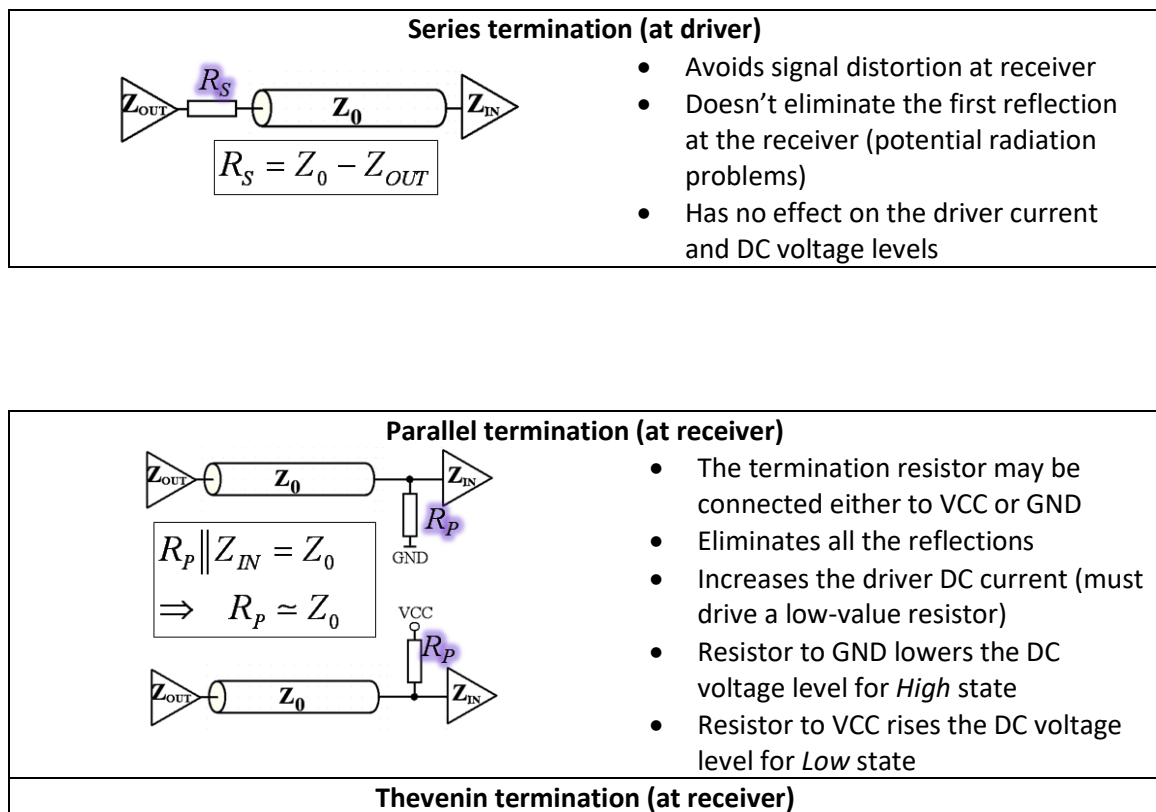 Series termination (at driver)
R_S
Z_OUT Z_0 Z_IN
R_S = Z_0 − Z_OUT
• Avoids signal distortion at receiver
• Doesn’t eliminate the first reflection
at the receiver (potential radiation
problems)
• Has no effect on the driver current
and DC voltage levels
Parallel termination (at receiver)
Z_OUT Z_0 Z_IN
R_P
GND
R_P ‖ Z_IN = Z_0
⇒ R_P ≃ Z_0
VCC
R_P
Z_OUT Z_0 Z_IN
• The termination resistor may be
connected either to VCC or GND
• Eliminates all the reflections
• Increases the driver DC current (must
drive a low-value resistor)
• Resistor to GND lowers the DC
voltage level for High state
• Resistor to VCC rises the DC voltage
level for Low state
Thevenin termination (at receiver)